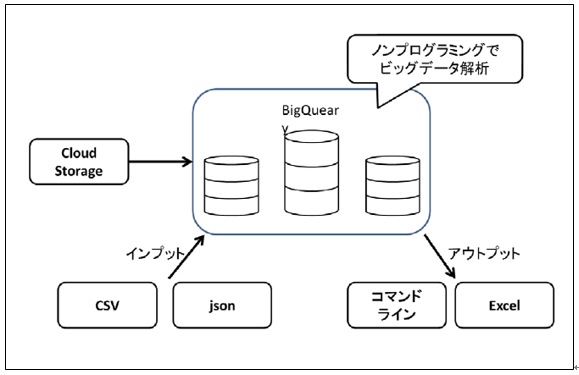 ノンプログラミングで
ビッグデータ解析
BigQuear
y
Cloud
Storage
インプット
アウトプット
CSV
json
コマンド
ライン
Excel